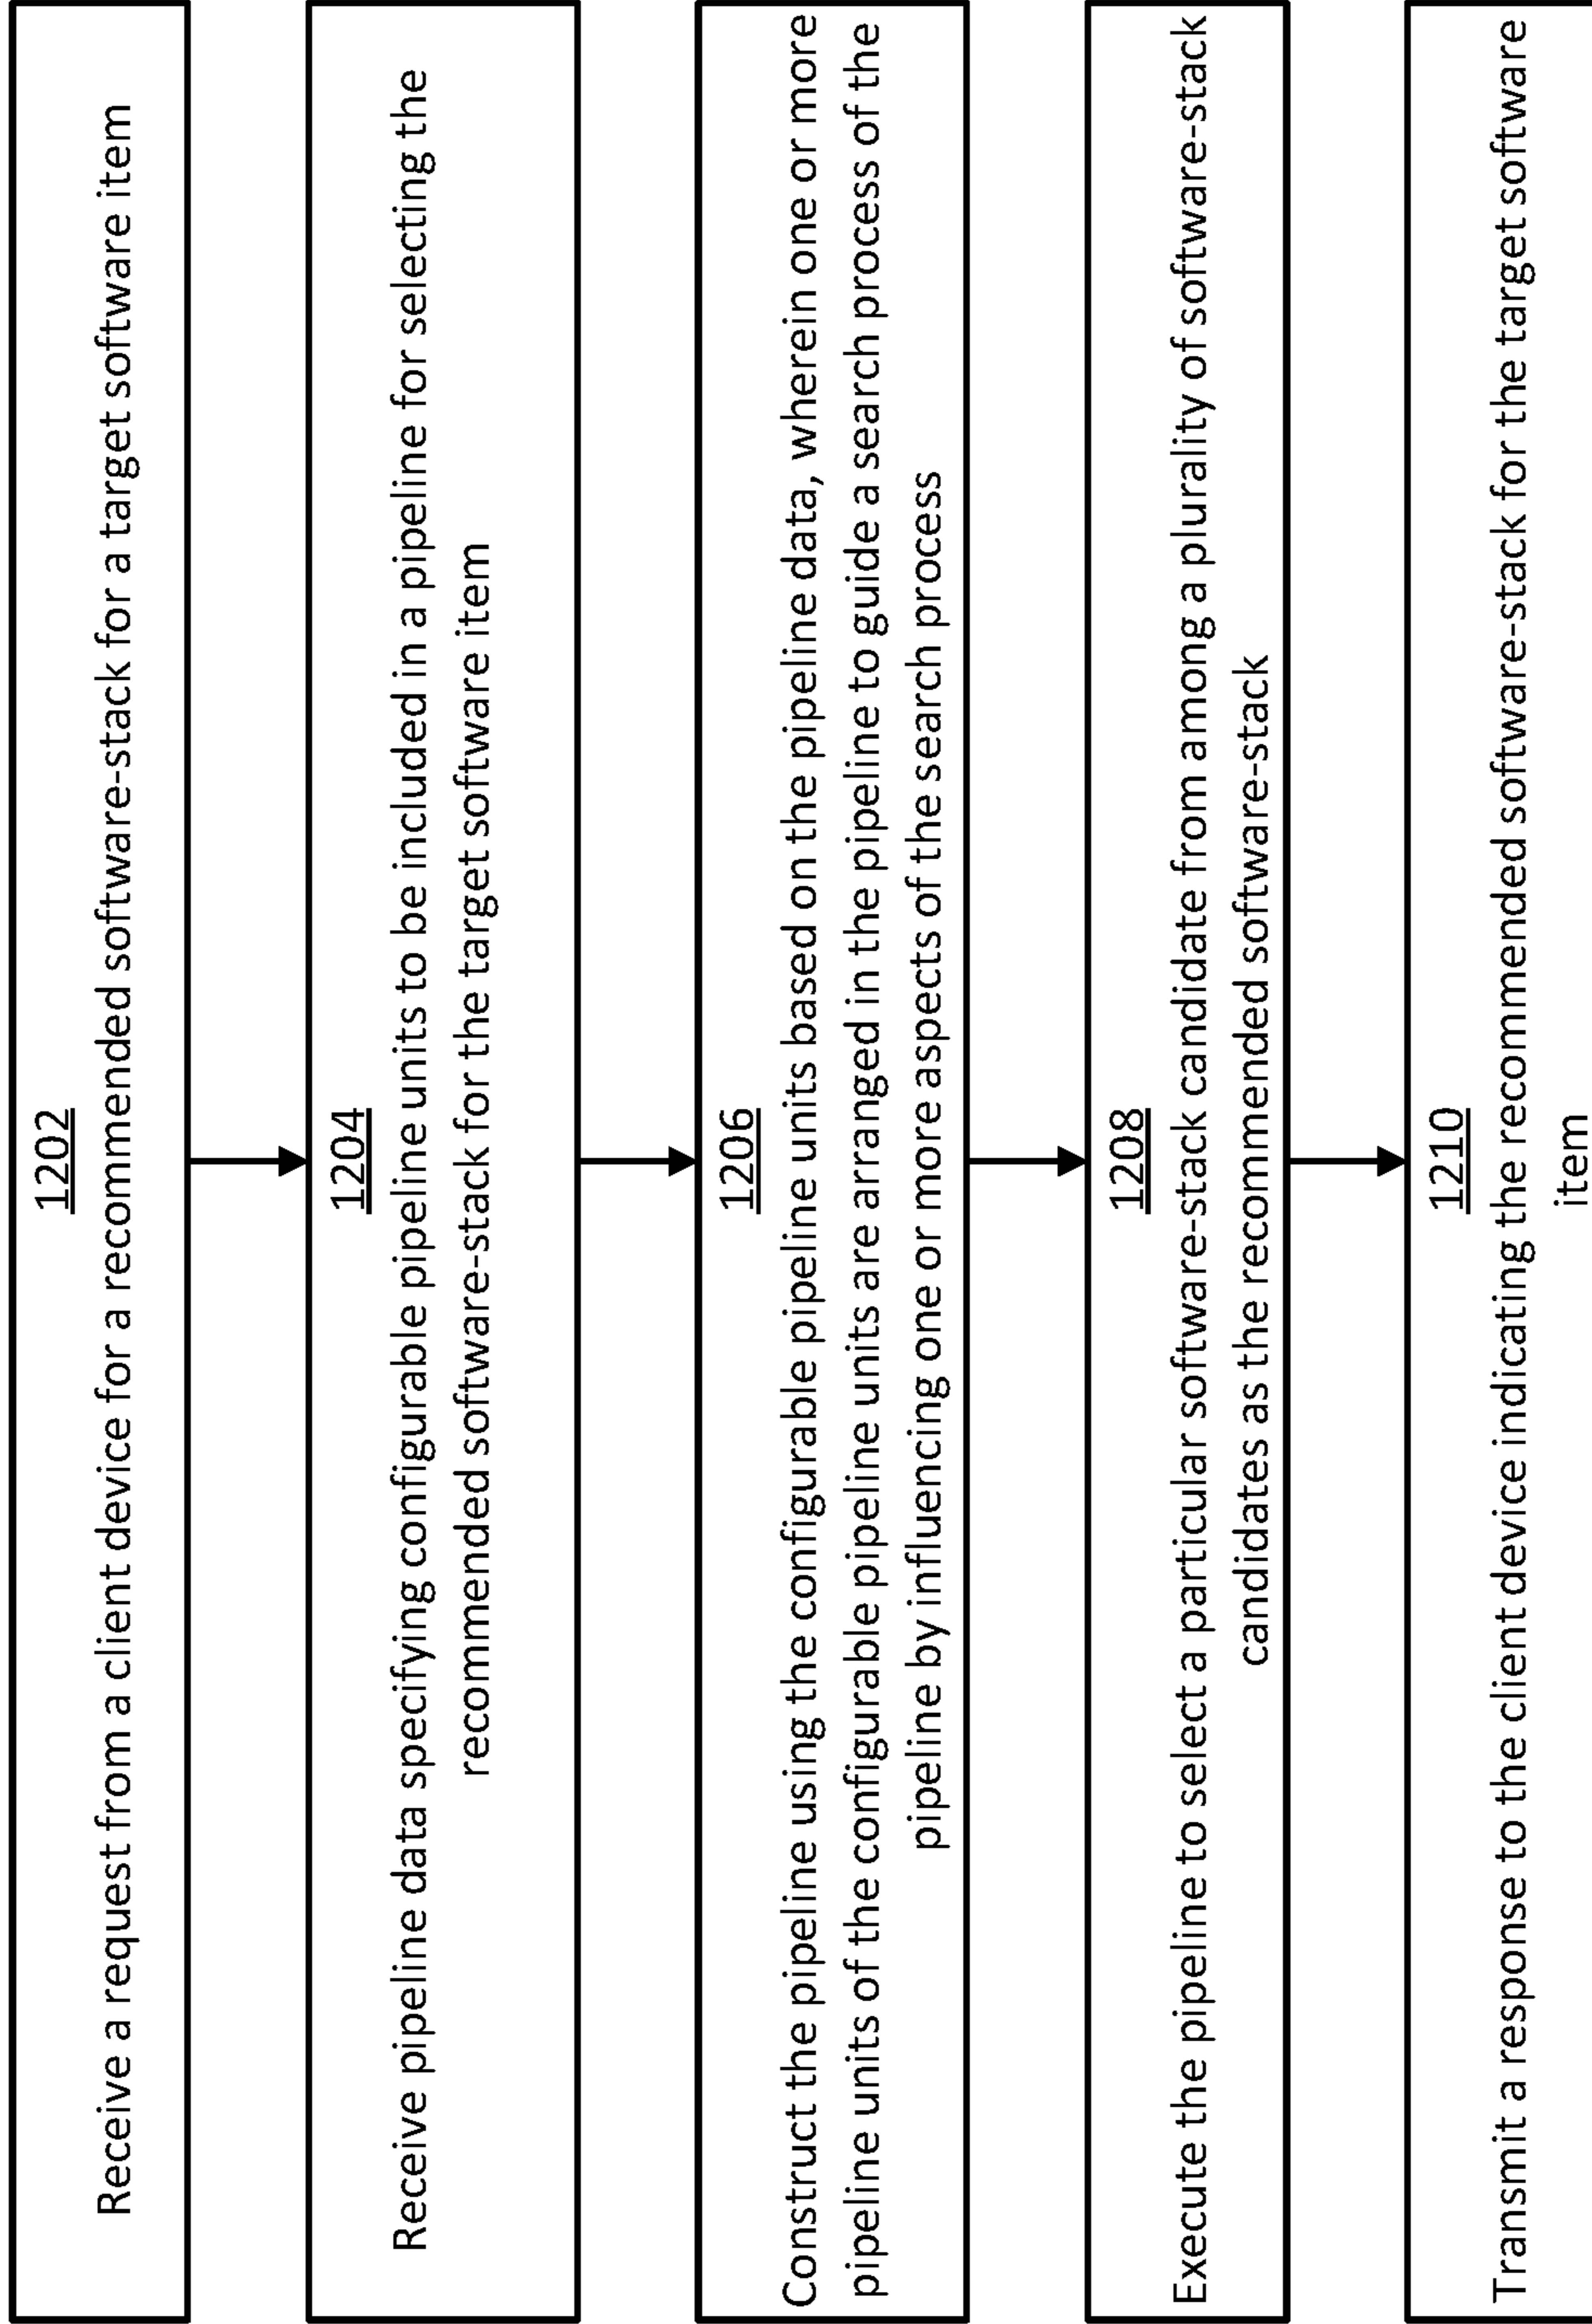 1202
Receive a request from a client device for a recommended software-stack for a target software item
1204
Receive pipeline data specifying configurable pipeline units to be included in a pipeline for selecting the
recommended software-stack for the target software item
1206
Construct the pipeline using the configurable pipeline units based on the pipeline data, wherein one or more
pipeline units of the configurable pipeline units are arranged in the pipeline to guide a search process of the
pipeline by influencing one or more aspects of the search process
1208
Execute the pipeline to select a particular software-stack candidate from among a plurality of software-stack
candidates as the recommended software-stack
1210
Transmit a response to the client device indicating the recommended software-stack for the target software
item